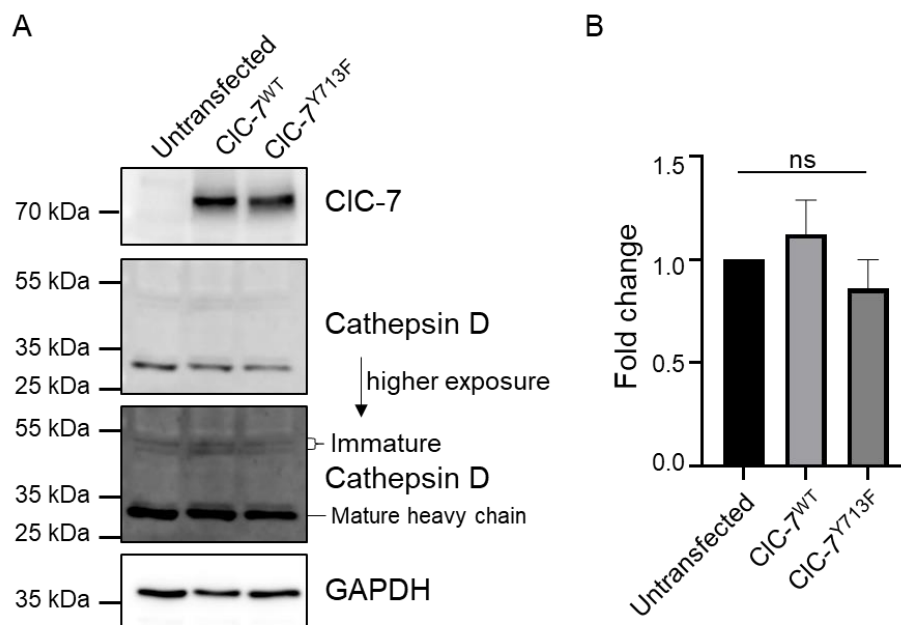 A
Untransfected
ClC-7WT
ClC-7Y713F
70 kDa
ClC-7
55 kDa
35 kDa
25 kDa
Cathepsin D
higher exposure
55 kDa
35 kDa
25 kDa
Immature
Cathepsin D
Mature heavy chain
35 kDa
GAPDH
B
ns
Fold change
1.5
1.0
0.5
0.0
Untransfected
ClC-7WT
ClC-7Y713F